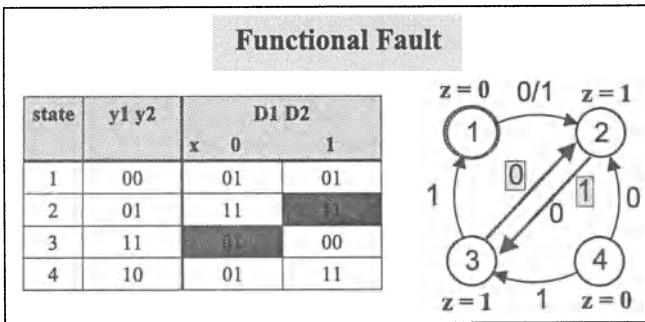 Functional Fault
state y1 y2 D1 D2
x 0 1
1 00 01 01
2 01 11 11
3 11 01 00
4 10 01 11
z = 0 0/1 z = 1
1 2
0 1
1 0 0
3 4
z = 1 1 z = 0